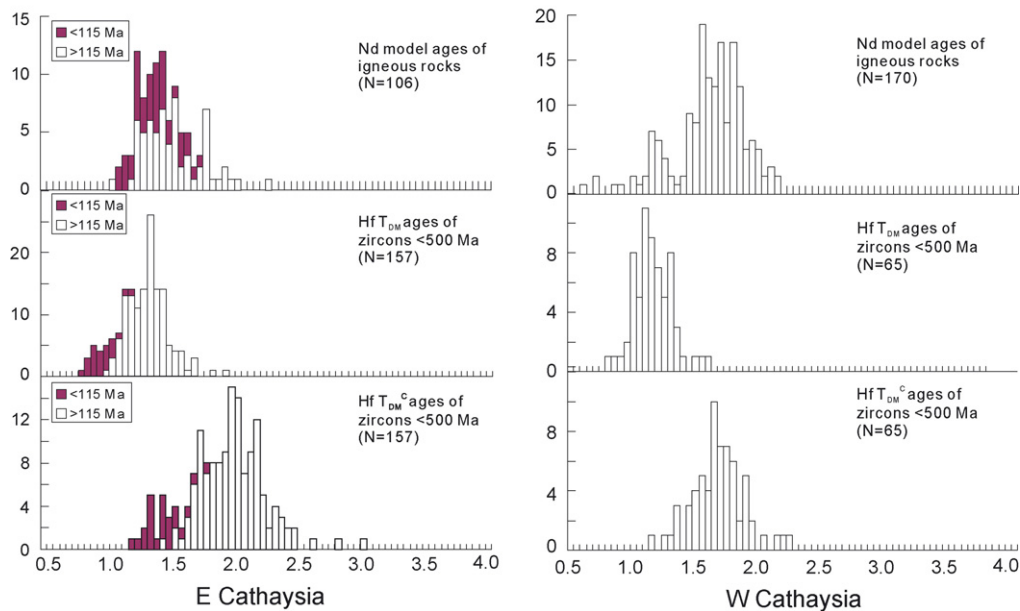 15
10
5
0
<115 Ma
>115 Ma
Nd model ages of
igneous rocks
(N=106)
20
10
0
<115 Ma
>115 Ma
Hf TDM ages of
zircons <500 Ma
(N=157)
12
8
4
0
<115 Ma
>115 Ma
Hf TDM^C ages of
zircons <500 Ma
(N=157)
0.5 1.0 1.5 2.0 2.5 3.0 3.5 4.0
E Cathaysia
20
15
10
5
0
Nd model ages of
igneous rocks
(N=170)
8
4
0
Hf TDM ages of
zircons <500 Ma
(N=65)
8
4
0
Hf TDM^C ages of
zircons <500 Ma
(N=65)
0.5 1.0 1.5 2.0 2.5 3.0 3.5 4.0
W Cathaysia